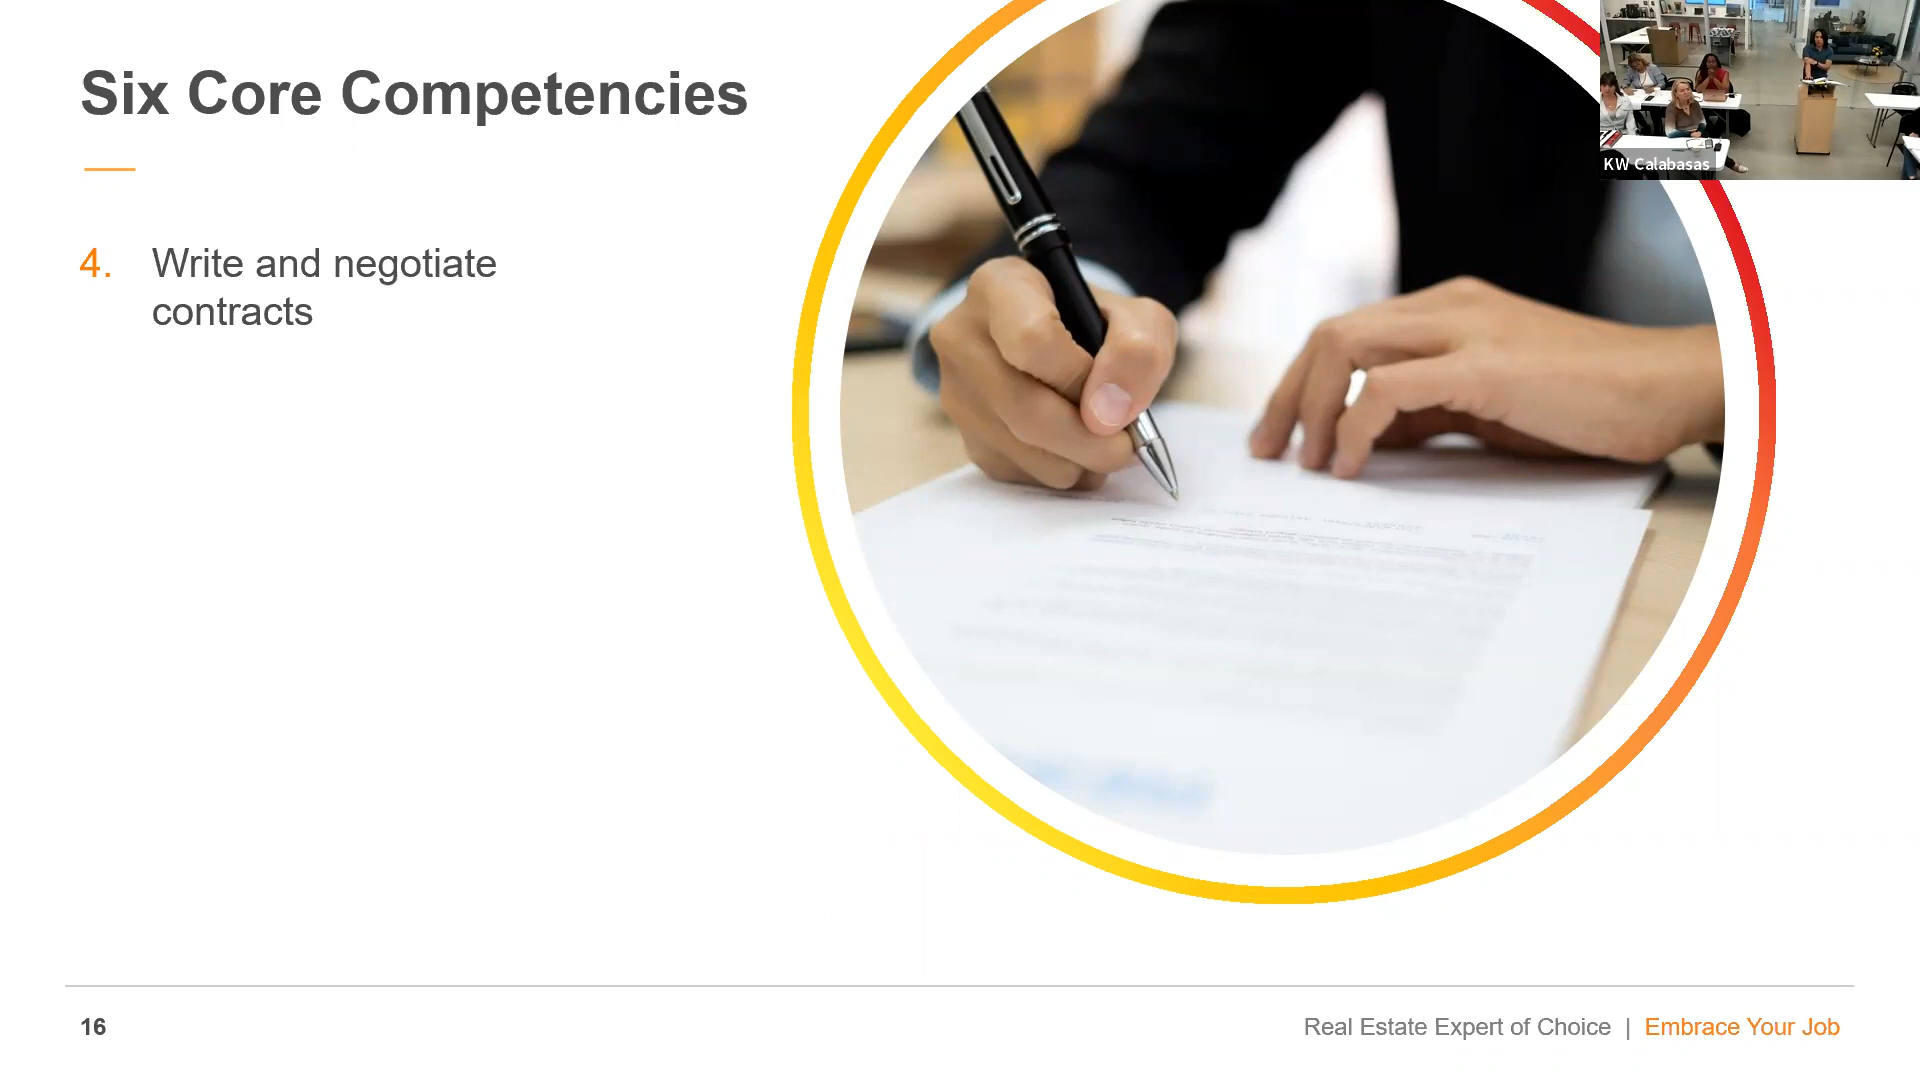 Six Core Competencies
KW Calabasas
4. Write and negotiate
contracts
16
Real Estate Expert of Choice | Embrace Your Job